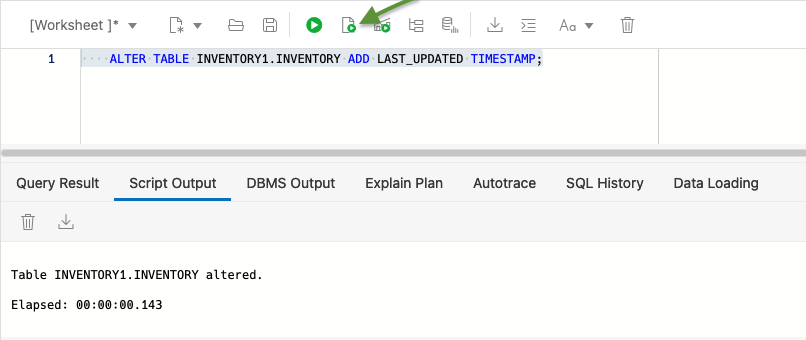 [Worksheet ]*
Aa
1 ALTER TABLE INVENTORY1.INVENTORY ADD LAST_UPDATED TIMESTAMP;
Query Result Script Output DBMS Output Explain Plan Autotrace SQL History Data Loading
Table INVENTORY1.INVENTORY altered.
Elapsed: 00:00:00.143